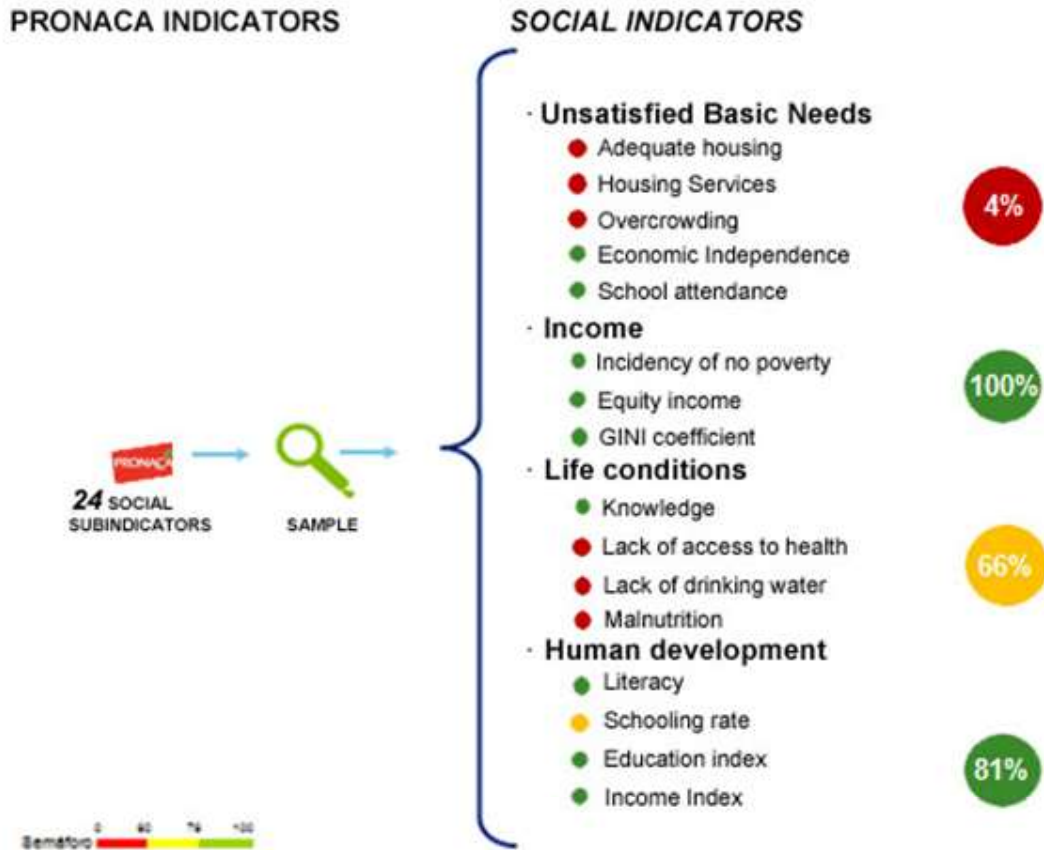 PRONACA INDICATORS
SOCIAL INDICATORS
· Unsatisfied Basic Needs
Adequate housing
Housing Services
Overcrowding
Economic Independence
School attendance
4%
· Income
Incidency of no poverty
Equity income
GINI coefficient
100%
PRONACA
24 SOCIAL
SUBINDICATORS
SAMPLE
· Life conditions
Knowledge
Lack of access to health
Lack of drinking water
Malnutrition
66%
· Human development
Literacy
Schooling rate
Education index
Income Index
81%
Semáforo
0